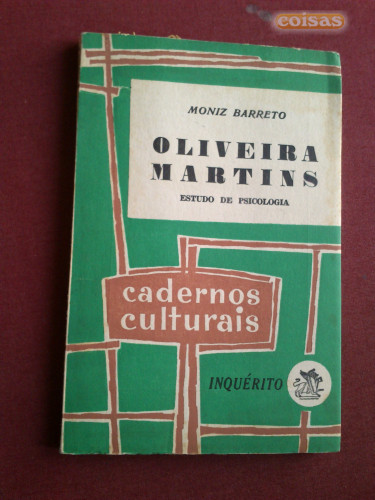 coisas
MONIZ BARRETO
OLIVEIRA
MARTINS
ESTUDO DE PSICOLOGIA
cadernos
culturais
INQUÉRITO